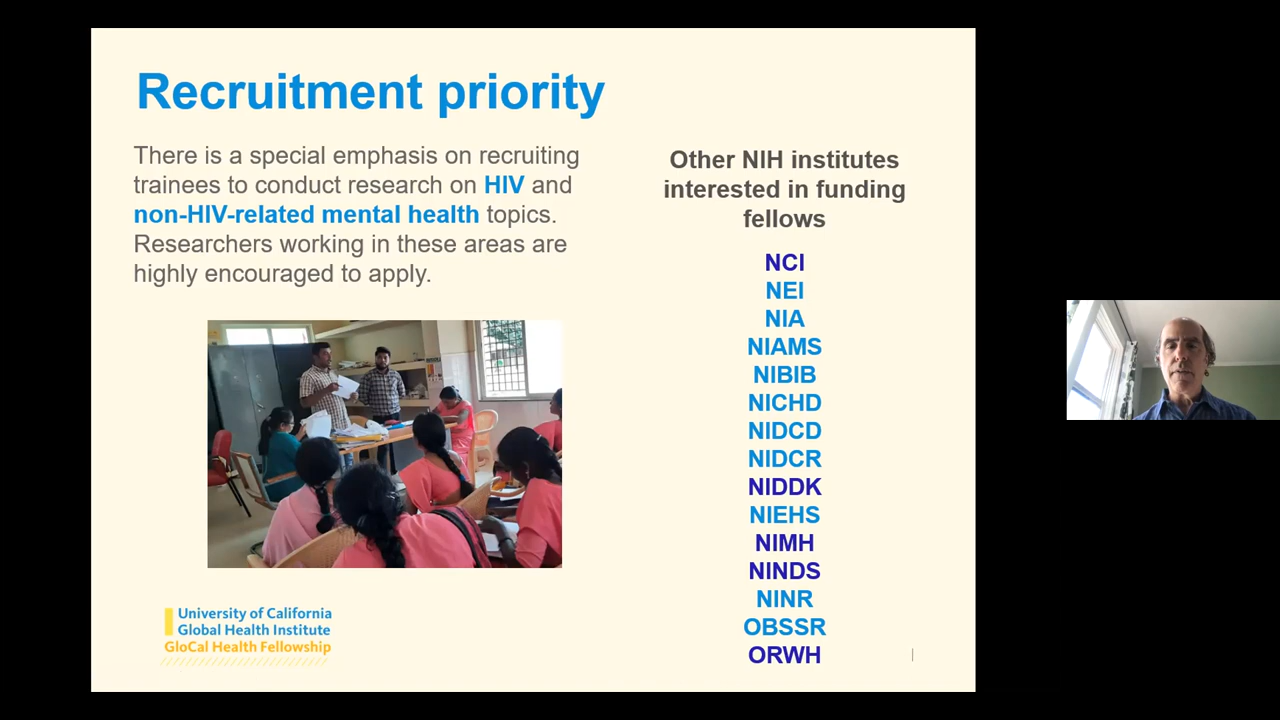 Recruitment priority
There is a special emphasis on recruiting
trainees to conduct research on HIV and
non-HIV-related mental health topics.
Researchers working in these areas are
highly encouraged to apply.
Other NIH institutes
interested in funding
fellows
NCI
NEI
NIA
NIAMS
NIBIB
NICHD
NIDCD
NIDCR
NIDDK
NIEHS
NIMH
NINDS
NINR
OBSSR
ORWH
University of California
Global Health Institute
GloCal Health Fellowship